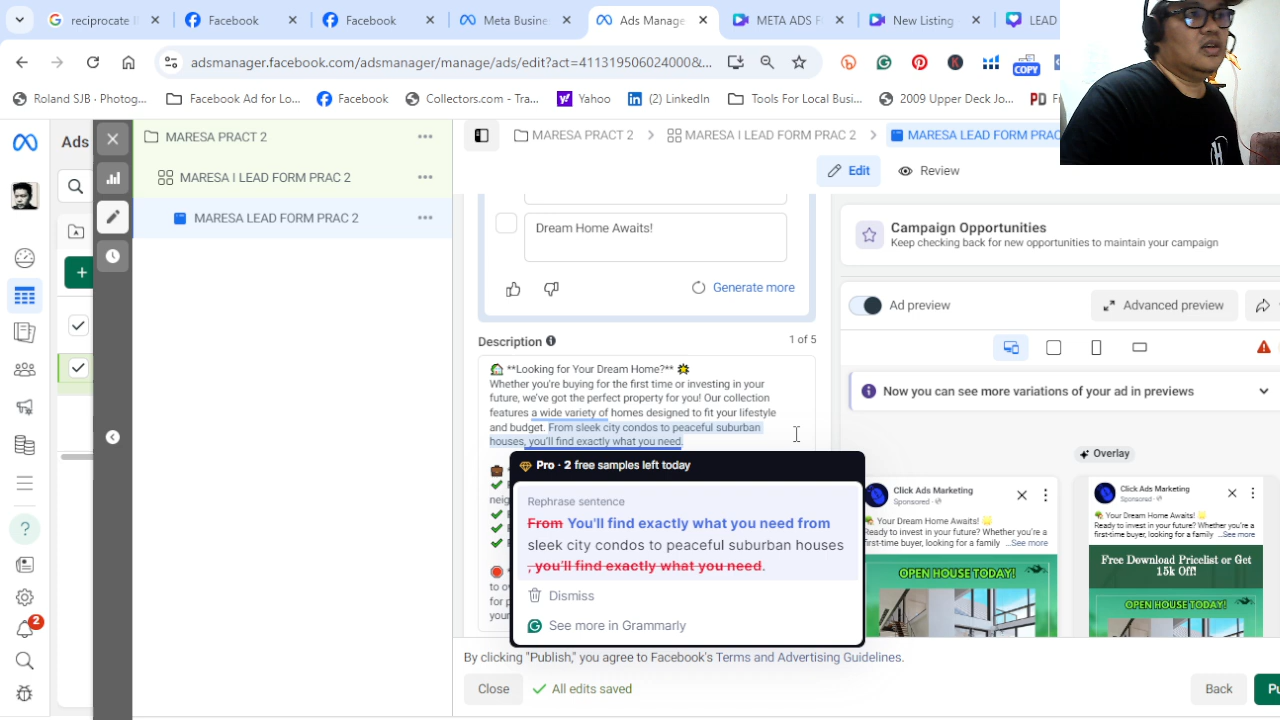 reciprocate
Facebook
Facebook
Meta Busine
Ads Manage
META ADS F
New Listing
LEAD
adsmanager.facebook.com/adsmanager/manage/ads/edit?act=4113195060240000&...
COPY
Roland SJB · Photog...
Facebook Ad for Lo...
Facebook
Collectors.com - Tra...
Yahoo
(2) LinkedIn
Tools For Local Busi...
2009 Upper Deck Jo...
Ads
MARESA PRACT 2
MARESA I LEAD FORM PRAC 2
MARESA LEAD FORM PRAC 2
MARESA PRACT 2
MARESA I LEAD FORM PRAC 2
MARESA LEAD FORM PRAC
Edit
Review
Dream Home Awaits!
Generate more
Description
1 of 5
**Looking for Your Dream Home?**
Whether you're buying for the first time or investing in your
future, we've got the perfect property for you! Our collection
features a wide variety of homes designed to fit your lifestyle
and budget. From sleek city condos to peaceful suburban
houses, you'll find exactly what you need.
Pro · 2 free samples left today
Rephrase sentence
From You'll find exactly what you need from
sleek city condos to peaceful suburban houses
, you'll find exactly what you need.
Dismiss
See more in Grammarly
Campaign Opportunities
Keep checking back for new opportunities to maintain your campaign
Ad preview
Advanced preview
Now you can see more variations of your ad in previews
Overlay
Click Ads Marketing
Sponsored ·
Your Dream Home Awaits!
Ready to invest in your future? Whether you're a
first-time buyer, looking for a family ...See more
OPEN HOUSE TODAY!
Click Ads Marketing
Sponsored ·
Your Dream Home Awaits!
Ready to invest in your future? Whether you're a
first-time buyer, looking for a family ...See more
Free Download Pricelist or Get
15k Off!
OPEN HOUSE TODAY!
By clicking "Publish," you agree to Facebook's Terms and Advertising Guidelines.
Close
All edits saved
Back
Pu
2